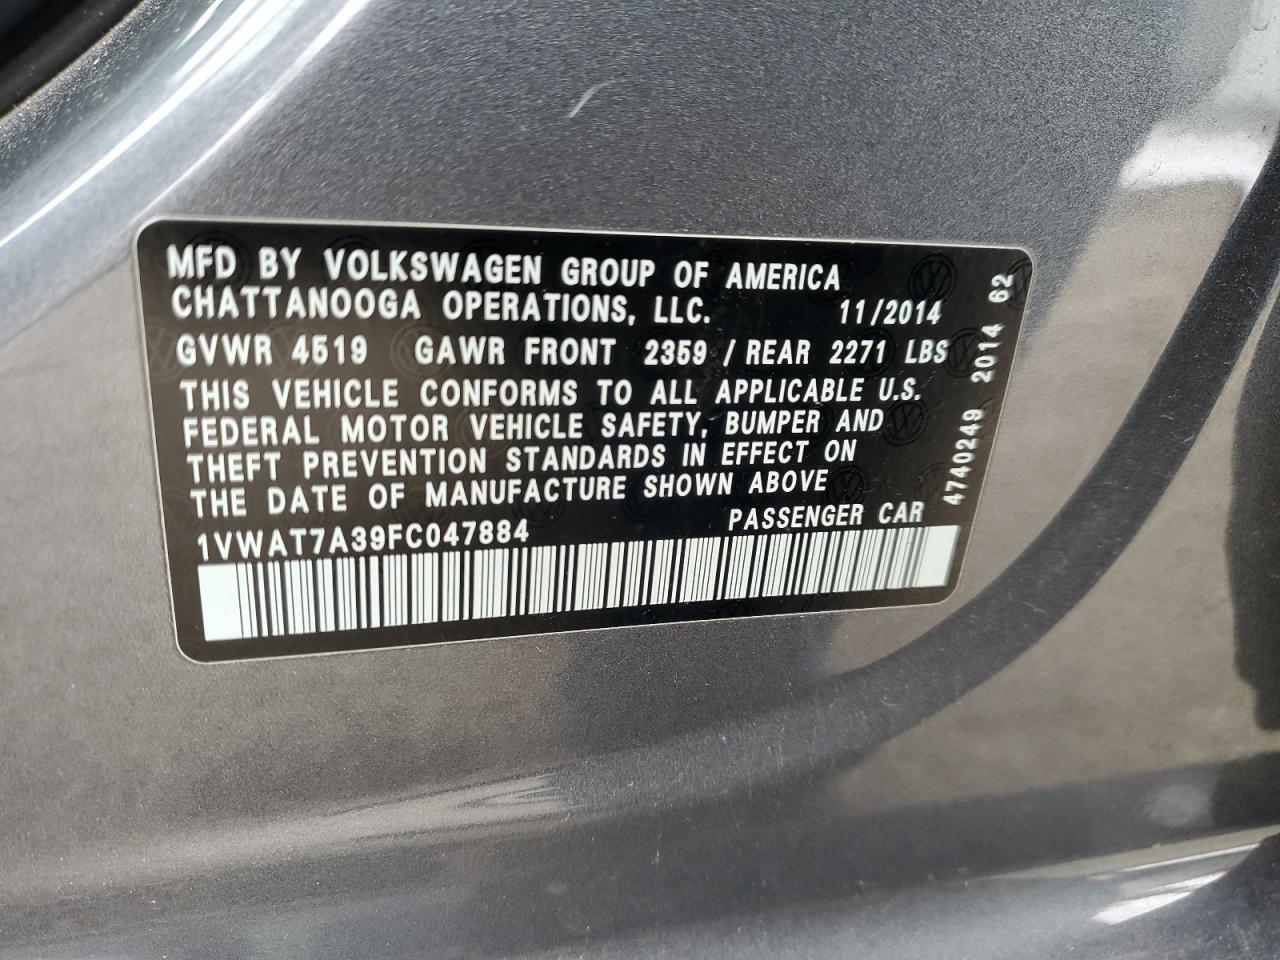 MFD BY VOLKSWAGEN GROUP OF AMERICA
CHATTANOOGA OPERATIONS, LLC. 11/2014
GVWR 4519 GAWR FRONT 2359 / REAR 2271 LBS
THIS VEHICLE CONFORMS TO ALL APPLICABLE U.S.
FEDERAL MOTOR VEHICLE SAFETY, BUMPER AND
THEFT PREVENTION STANDARDS IN EFFECT ON
THE DATE OF MANUFACTURE SHOWN ABOVE
PASSENGER CAR
1VWAT7A39FC047884
4740249 2014 62